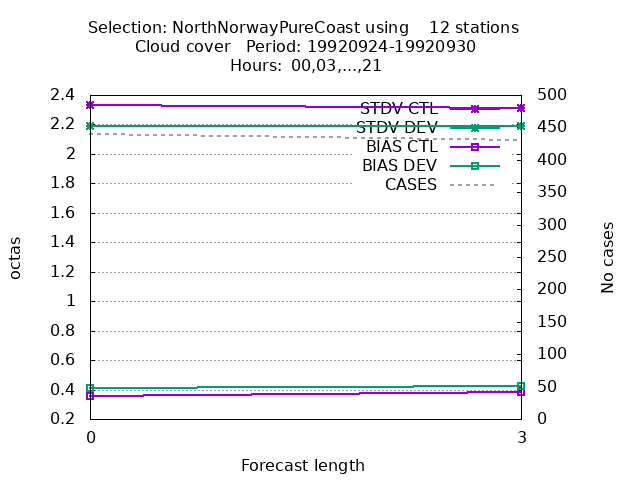 Selection: NorthNorwayPureCoast using    12 stations
Cloud cover   Period: 19920924-19920930
Hours:  00,03,...,21
2.4
2.2
2
1.8
1.6
1.4
1.2
1
0.8
0.6
0.4
0.2
500
450
400
350
300
250
200
150
100
50
0
octas
No cases
STDV CTL
STDV DEV
BIAS CTL
BIAS DEV
CASES
0
3
Forecast length